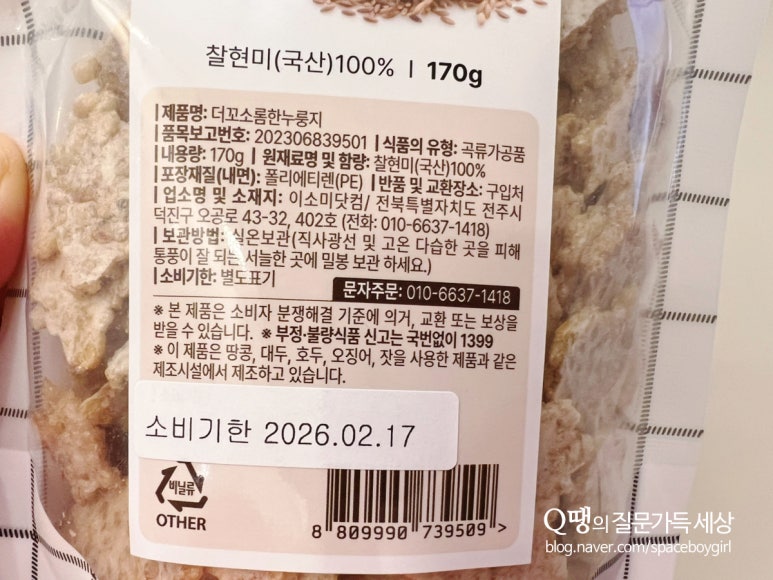 찰현미(국산)100% | 170g
| 제품명: 더꼬소롬한누룽지
| 품목보고번호: 202306839501 | 식품의 유형: 곡류가공품
| 내용량: 170g | 원재료명 및 함량: 찰현미(국산)100%
| 포장재질(내면): 폴리에티렌(PE) | 반품 및 교환장소: 구입처
| 업소명 및 소재지: 이소미닷컴/ 전북특별자치도 전주시
덕진구 오공로 43-32, 402호 (전화: 010-6637-1418)
| 보관방법: 실온보관(직사광선 및 고온 다습한 곳을 피해
통풍이 잘 되는 서늘한 곳에 밀봉 보관 하세요.)
| 소비기한: 별도표기
문자주문: 010-6637-1418
※ 본 제품은 소비자 분쟁해결 기준에 의거, 교환 또는 보상을
받을 수 있습니다. ※ 부정·불량식품 신고는 국번없이 1399
※ 이 제품은 땅콩, 대두, 호두, 오징어, 잣을 사용한 제품과 같은
제조시설에서 제조하고 있습니다.
소비기한 2026.02.17
비닐류
OTHER
8 809990 739509 >
Q땡의 질문가득 세상
blog.naver.com/spaceboygirl